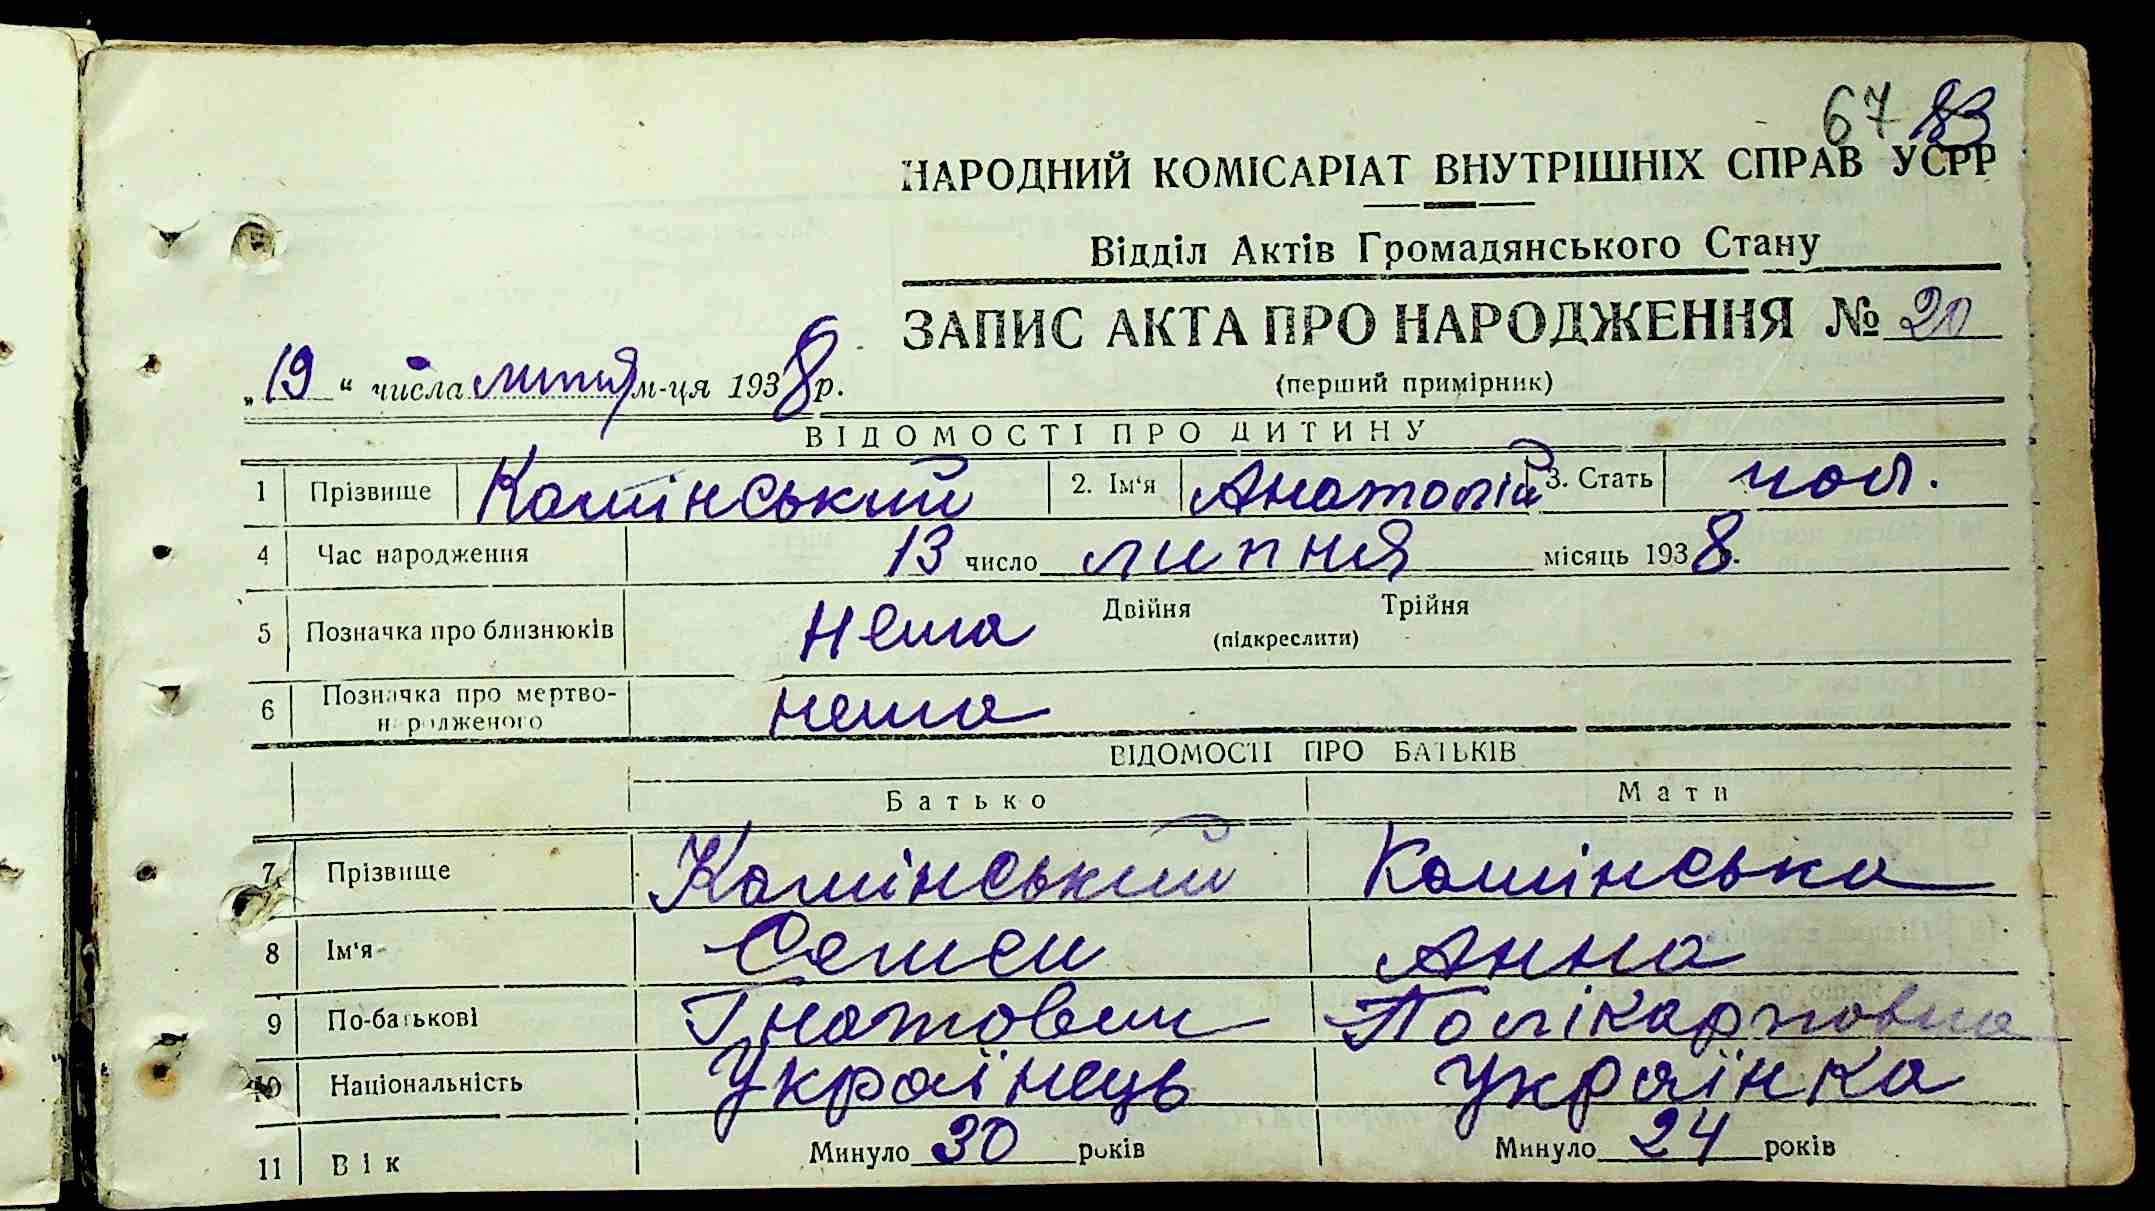 67 83
НАРОДНИЙ КОМІСАРІАТ ВНУТРІШНІХ СПРАВ УСРР
Відділ Актів Громадянського Стану
ЗАПИС АКТА ПРО НАРОДЖЕННЯ № 20
„19“ числа липня м-ця 1938 р.
(перший примірник)
ВІДОМОСТІ ПРО ДИТИНУ
1 Прізвище Камінський 2. Ім‘я Анатолій 3. Стать чол.
4 Час народження 13 число липня місяць 1938 р.
5 Позначка про близнюків нема Двійня Трійня
(підкреслити)
6 Позначка про мертво-
народженого нема
ВІДОМОСТІ ПРО БАТЬКІВ
Батько Мати
7 Прізвище Камінський Камінська
8 Ім‘я Семен Анна
9 По-батькові Гнатович Полікарповна
10 Національність Українець Українка
11 Вік Минуло 30 років Минуло 24 років